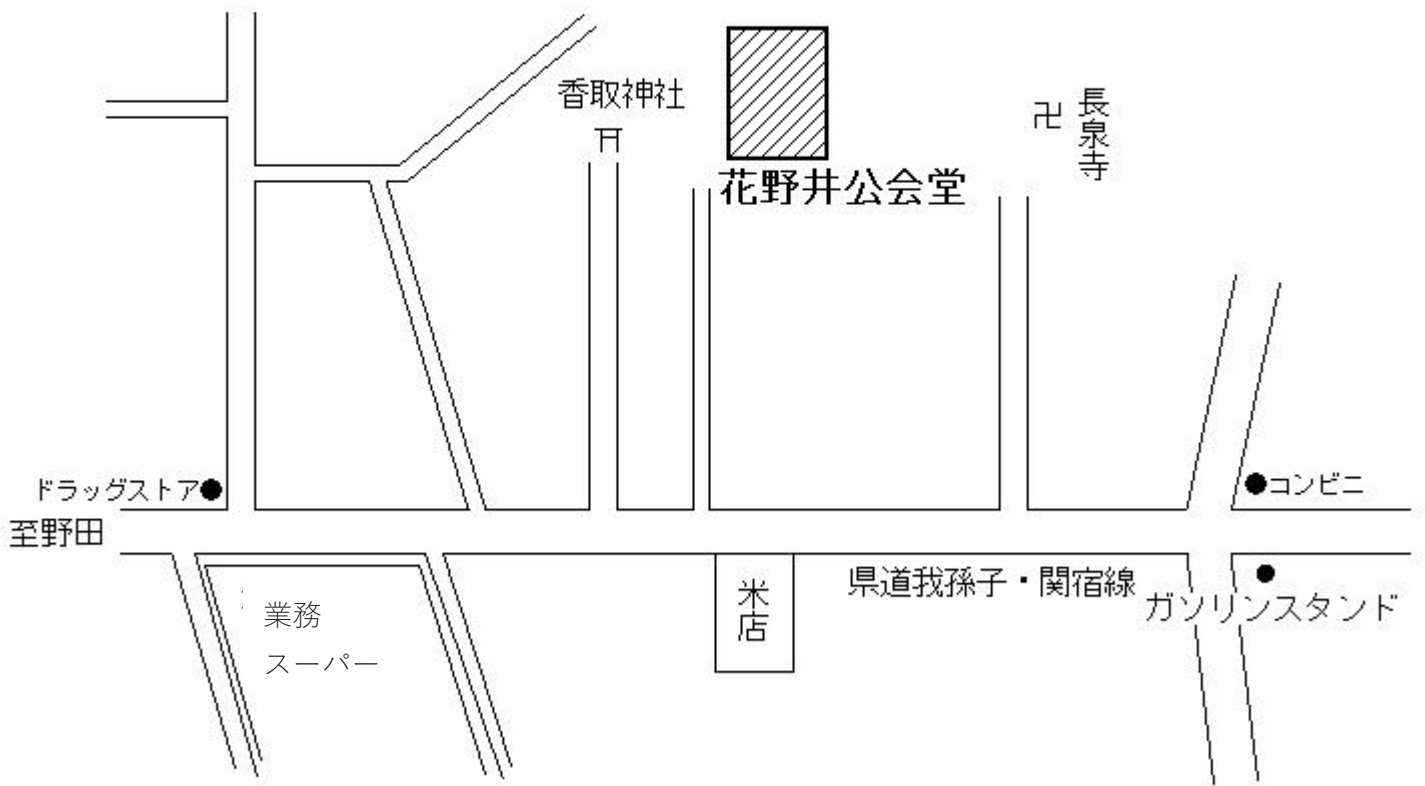 香取神社
卍
長泉寺
花野井公会堂
ドラッグストア
コンビニ
至野田
県道我孫子・関宿線
ガソリンスタンド
米店
業務
スーパー